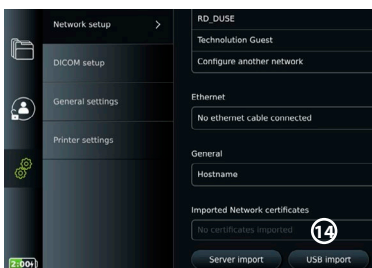 Network setup
DICOM setup
General settings
Printer settings
2:00
RD_DUSE
Technolution Guest
Configure another network
Ethernet
No ethernet cable connected
General
Hostname
Imported Network certificates
No certificates imported
14
Server import
USB import